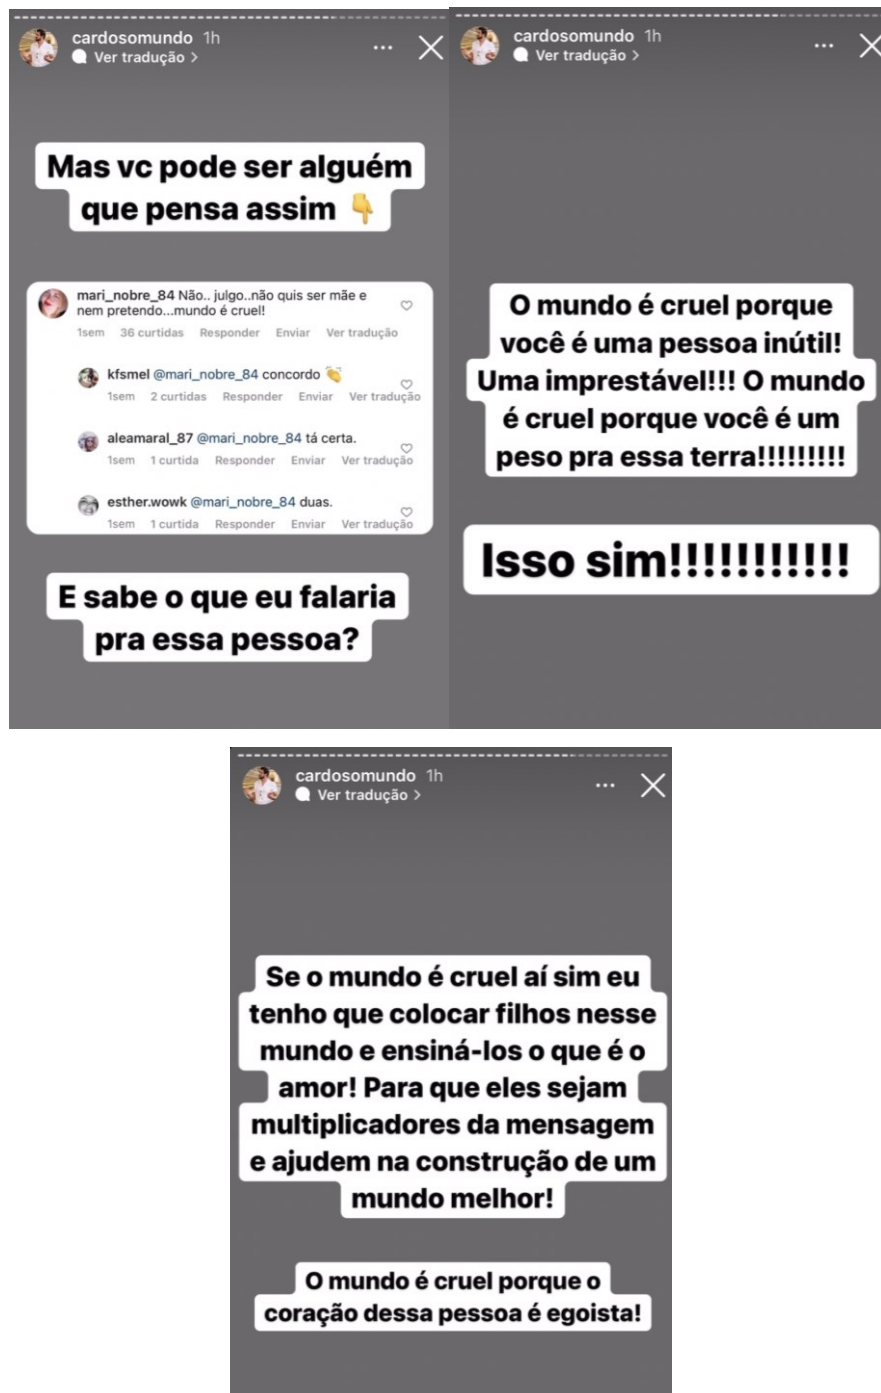 cardosomundo 1h
Ver tradução >
Mas vc pode ser alguém
que pensa assim 👇
mari_nobre_84 Não.. julgo..não quis ser mãe e
nem pretendo...mundo é cruel!
1sem 36 curtidas Responder Enviar Ver tradução
kfsmel @mari_nobre_84 concordo 👏
1sem 2 curtidas Responder Enviar Ver tradução
aleamaral_87 @mari_nobre_84 tá certa.
1sem 1 curtida Responder Enviar Ver tradução
esther.wowk @mari_nobre_84 duas.
1sem 1 curtida Responder Enviar Ver tradução
E sabe o que eu falaria
pra essa pessoa?
cardosomundo 1h
Ver tradução >
O mundo é cruel porque
você é uma pessoa inútil!
Uma imprestável!!! O mundo
é cruel porque você é um
peso pra essa terra!!!!!!!!!
Isso sim!!!!!!!!!!!
cardosomundo 1h
Ver tradução >
Se o mundo é cruel aí sim eu
tenho que colocar filhos nesse
mundo e ensiná-los o que é o
amor! Para que eles sejam
multiplicadores da mensagem
e ajudem na construção de um
mundo melhor!
O mundo é cruel porque o
coração dessa pessoa é egoista!